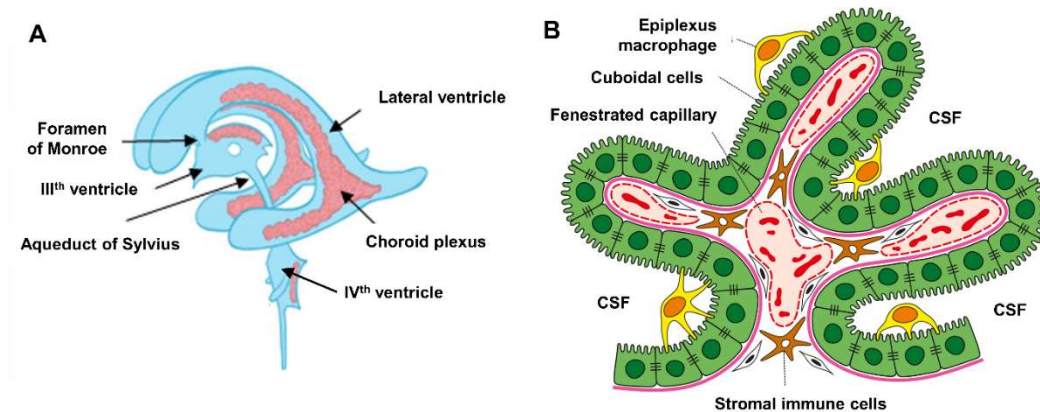 A
Lateral ventricle
Foramen
of Monroe
IIIth ventricle
Aqueduct of Sylvius
Choroid plexus
IVth ventricle
B
Epiplexus
macrophage
Cuboidal cells
Fenestrated capillary
CSF
CSF
CSF
Stromal immune cells